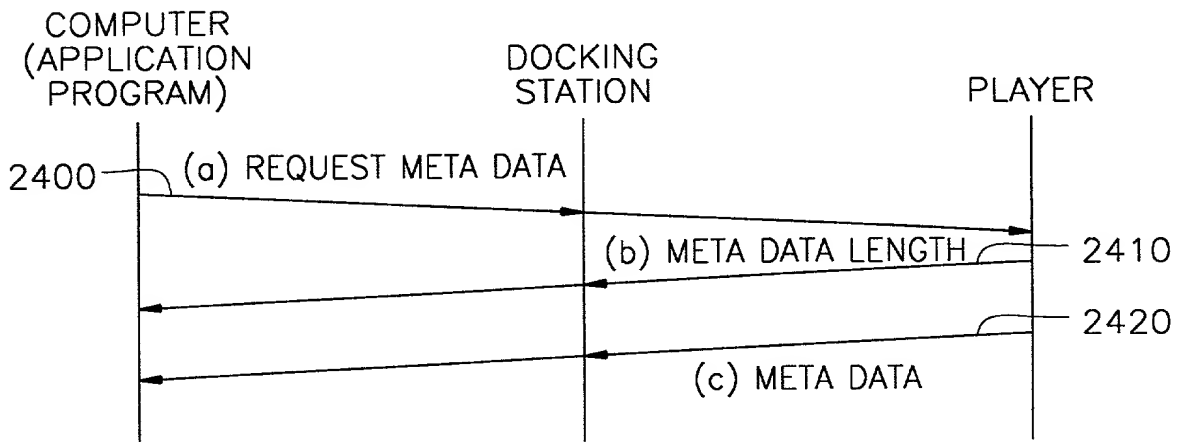 COMPUTER
(APPLICATION
PROGRAM)
DOCKING
STATION
PLAYER
2400
(a) REQUEST META DATA
(b) META DATA LENGTH
2410
2420
(c) META DATA